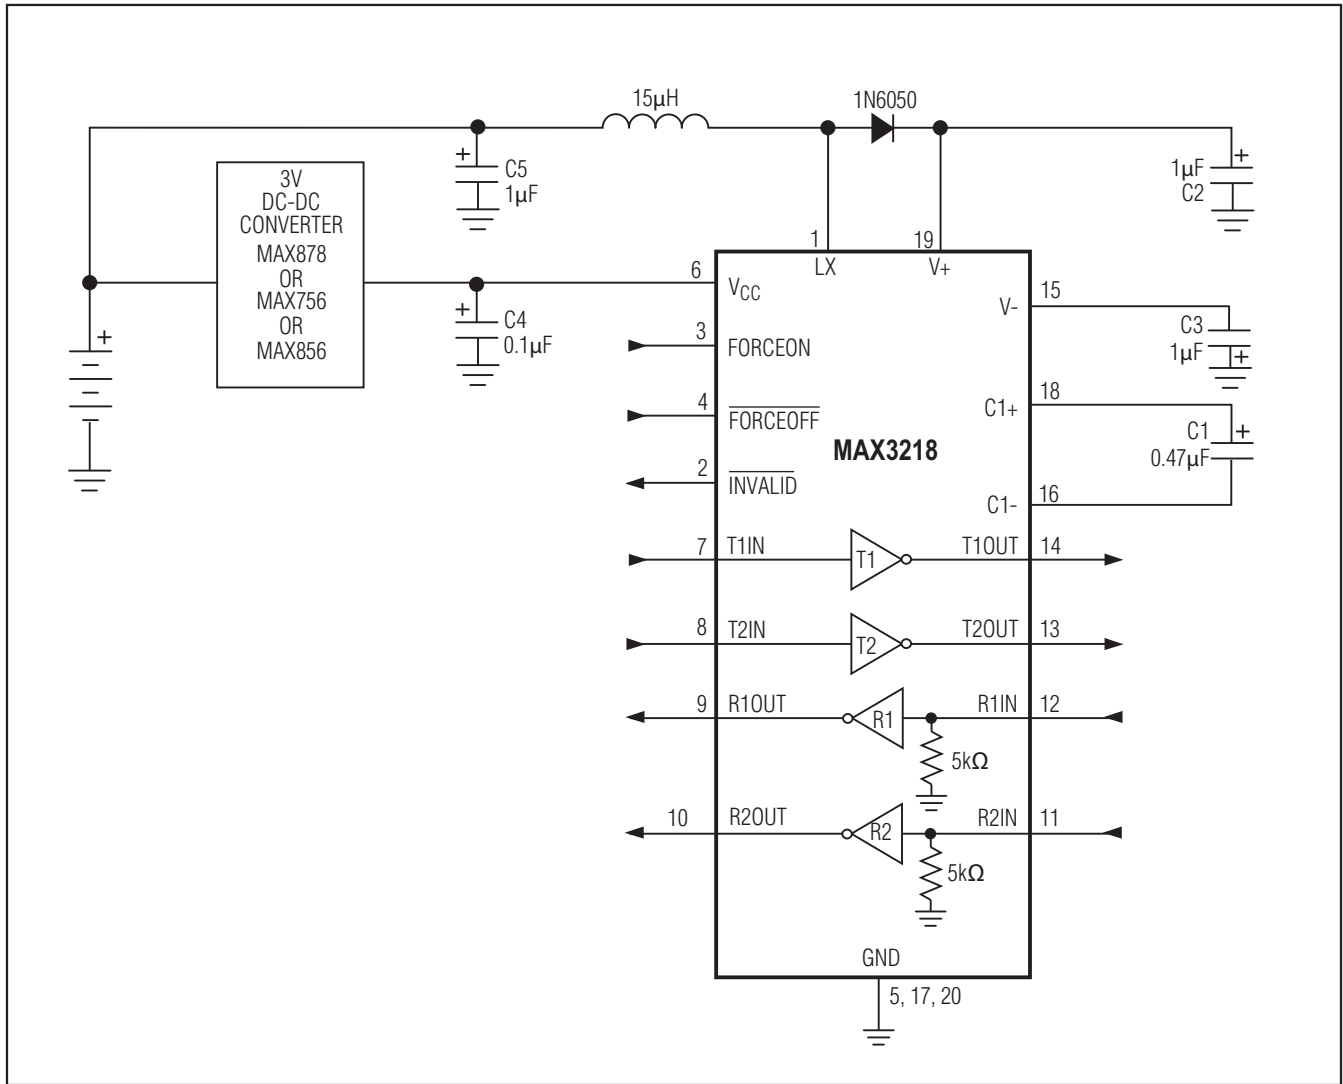 15µH
1N6050
+
C5
1µF
1µF
+
C2
3V
DC-DC
CONVERTER
MAX878
OR
MAX756
OR
MAX856
+
+
C4
0.1µF
1
LX
19
V+
6
VCC
3
FORCEON
4
FORCEOFF
2
INVALID
MAX3218
V-
15
C3
1µF
+
C1+
18
C1
+
0.47µF
C1-
16
7
T1IN
T1
T1OUT
14
8
T2IN
T2
T2OUT
13
9
R1OUT
R1
R1IN
12
5kΩ
10
R2OUT
R2
R2IN
11
5kΩ
GND
5, 17, 20